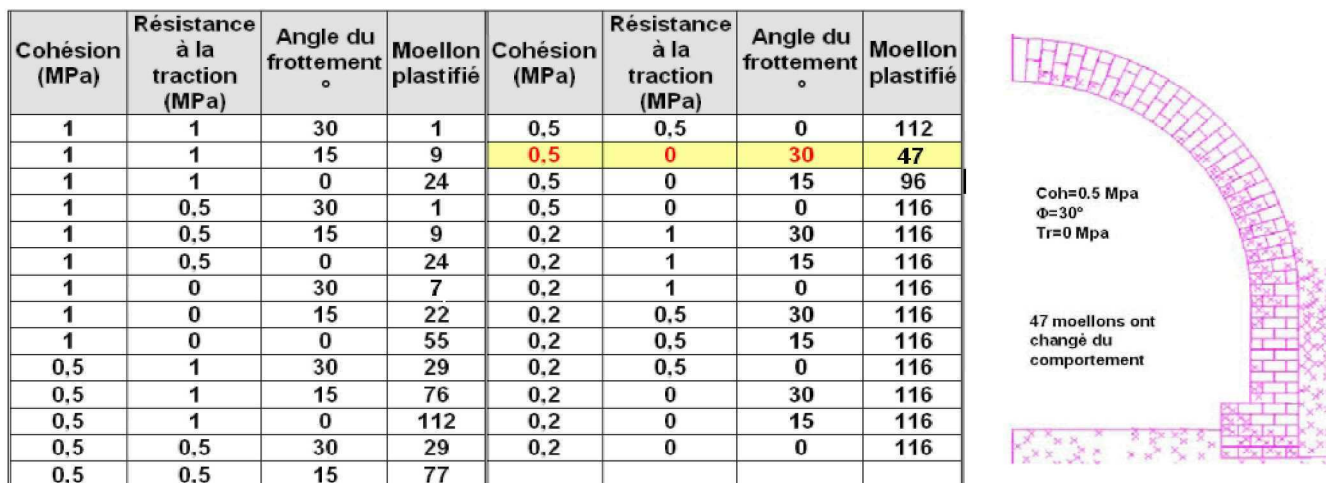 Cohésion (MPa) | Résistance à la traction (MPa) | Angle du frottement ° | Moellon plastifié | Cohésion (MPa) | Résistance à la traction (MPa) | Angle du frottement ° | Moellon plastifié
1 | 1 | 30 | 1 | 0,5 | 0,5 | 0 | 112
1 | 1 | 15 | 9 | 0,5 | 0 | 30 | 47
1 | 1 | 0 | 24 | 0,5 | 0 | 15 | 96
1 | 0,5 | 30 | 1 | 0,5 | 0 | 0 | 116
1 | 0,5 | 15 | 9 | 0,2 | 1 | 30 | 116
1 | 0,5 | 0 | 24 | 0,2 | 1 | 15 | 116
1 | 0 | 30 | 7 | 0,2 | 1 | 0 | 116
1 | 0 | 15 | 22 | 0,2 | 0,5 | 30 | 116
1 | 0 | 0 | 55 | 0,2 | 0,5 | 15 | 116
0,5 | 1 | 30 | 29 | 0,2 | 0,5 | 0 | 116
0,5 | 1 | 15 | 76 | 0,2 | 0 | 30 | 116
0,5 | 1 | 0 | 112 | 0,2 | 0 | 15 | 116
0,5 | 0,5 | 30 | 29 | 0,2 | 0 | 0 | 116
0,5 | 0,5 | 15 | 77
Coh=0.5 Mpa
Φ=30°
Tr=0 Mpa
47 moellons ont
changé du
comportement